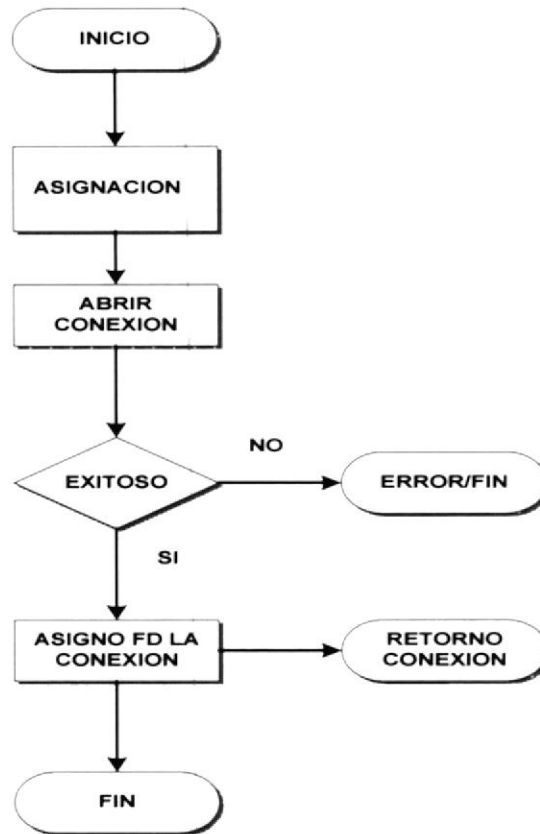 INICIO
ASIGNACION
ABRIR
CONEXION
NO
EXITOSO
ERROR/FIN
SI
ASIGNO FD LA
CONEXION
RETORNO
CONEXION
FIN